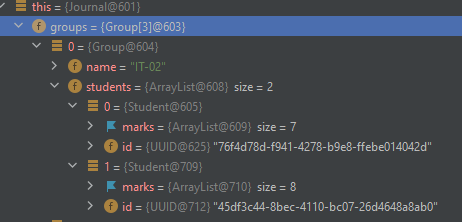 this = {Journal@601}
f groups = {Group[3]@603}
0 = {Group@604}
f name = "IT-02"
f students = {ArrayList@608} size = 2
0 = {Student@605}
marks = {ArrayList@609} size = 7
f id = {UUID@625} "76f4d78d-f941-4278-b9e8-ffebe014042d"
1 = {Student@709}
marks = {ArrayList@710} size = 8
f id = {UUID@712} "45df3c44-8bec-4110-bc07-26d4648a8ab0"